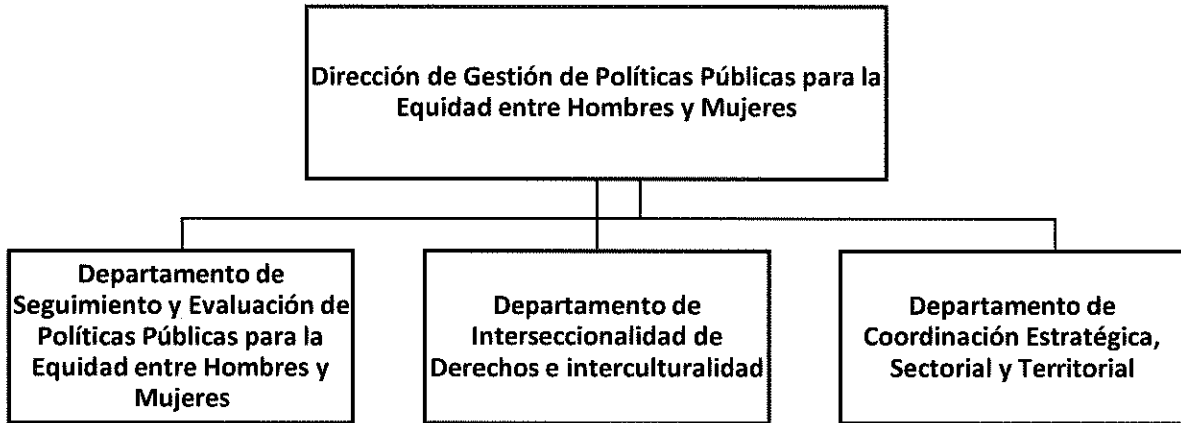 Dirección de Gestión de Políticas Públicas para la
Equidad entre Hombres y Mujeres
Departamento de
Seguimiento y Evaluación de
Políticas Públicas para la
Equidad entre Hombres y
Mujeres
Departamento de
Interseccionalidad de
Derechos e interculturalidad
Departamento de
Coordinación Estratégica,
Sectorial y Territorial